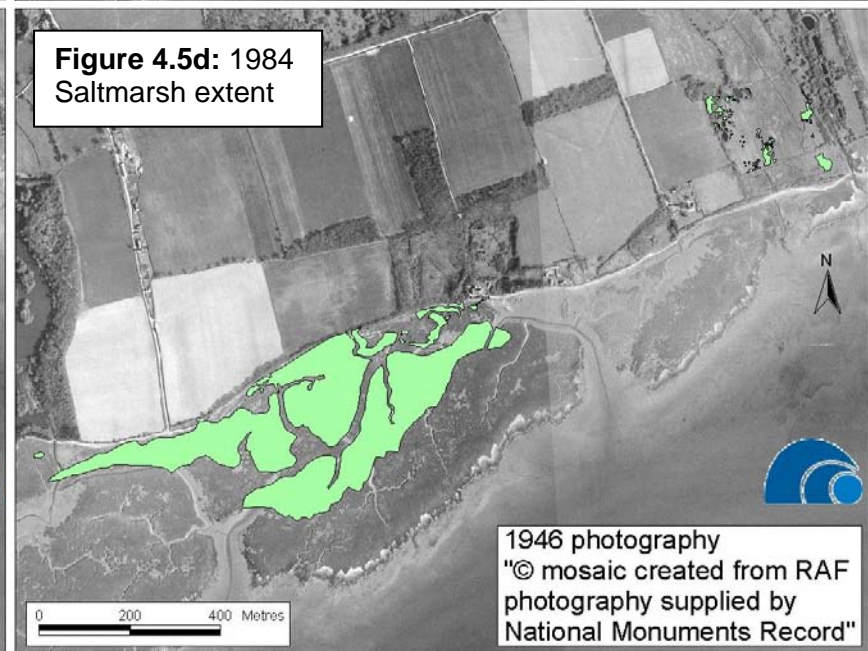 Figure 4.5d: 1984
Saltmarsh extent
N
1946 photography
"© mosaic created from RAF
photography supplied by
National Monuments Record"
0 200 400 Metres